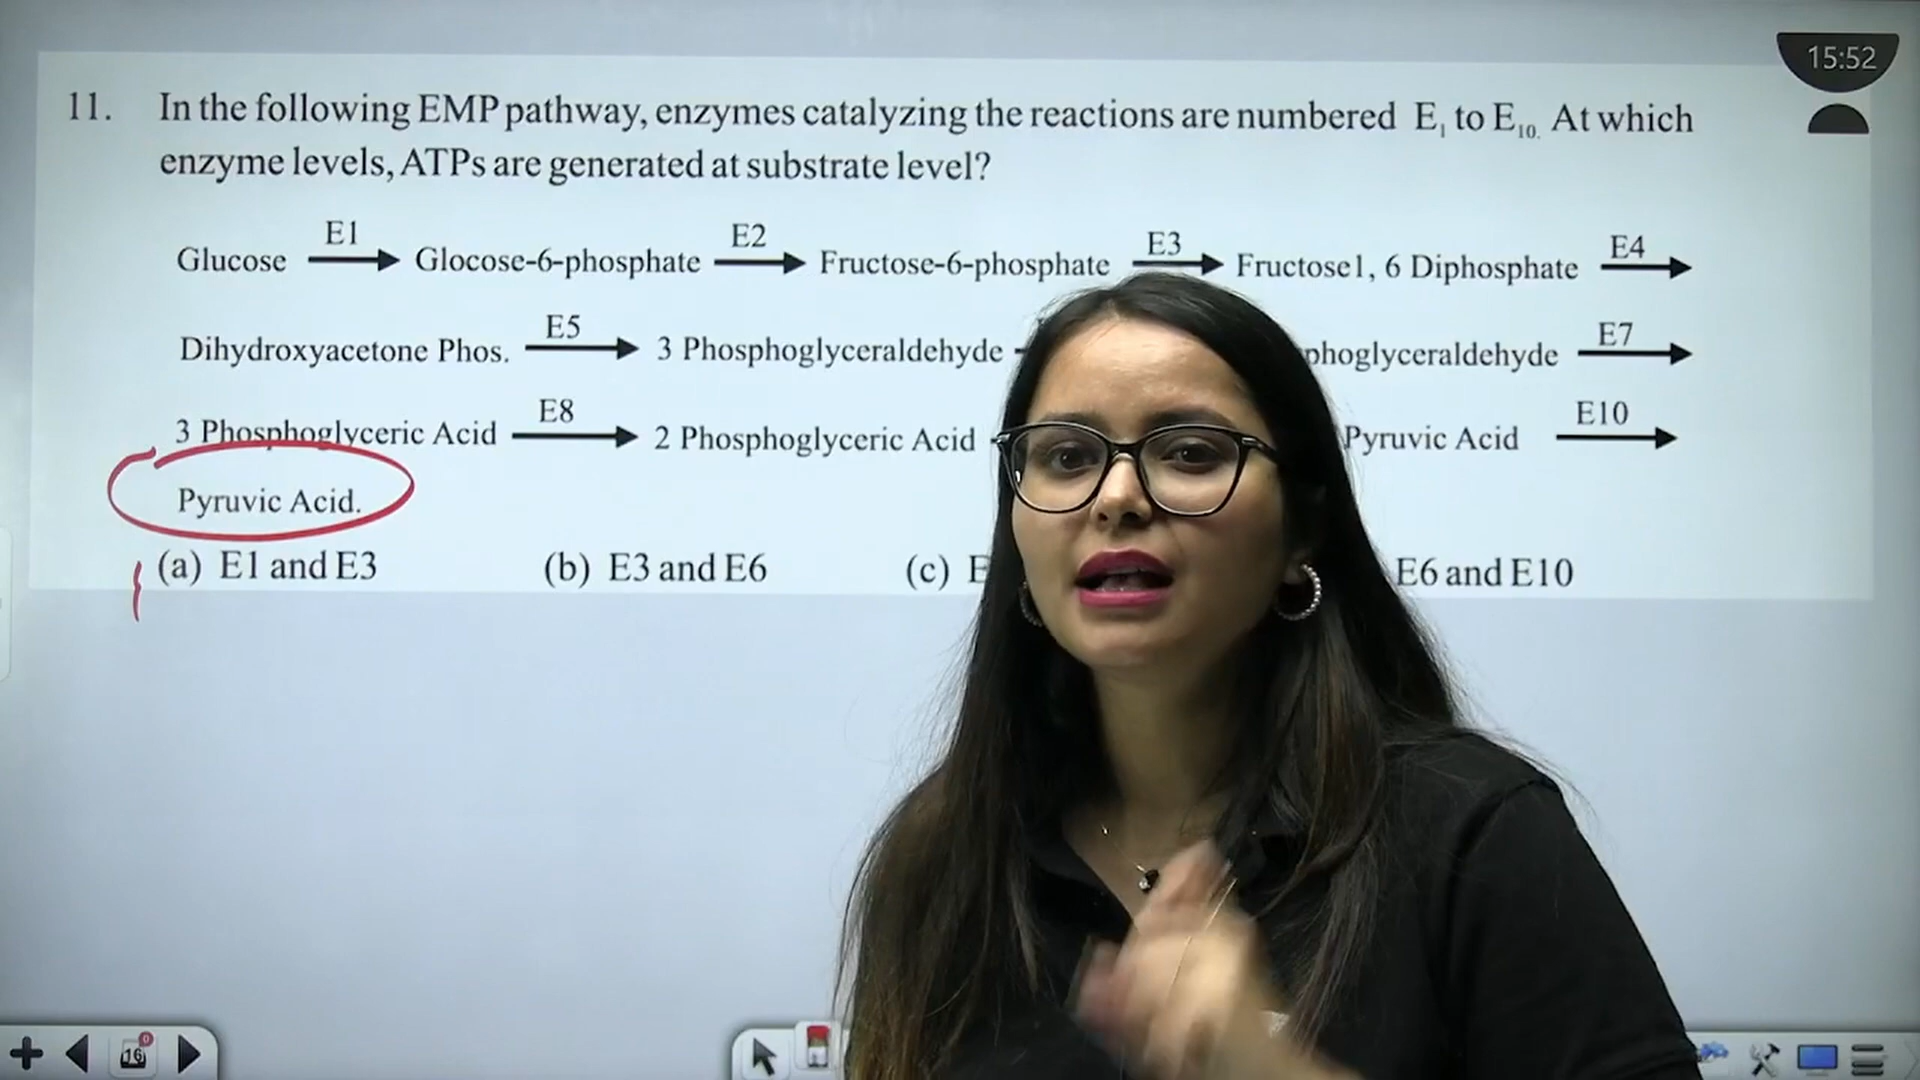 15:52
11. In the following EMP pathway, enzymes catalyzing the reactions are numbered E1 to E10. At which
enzyme levels, ATPs are generated at substrate level?
Glucose E1 Glocose-6-phosphate E2 Fructose-6-phosphate E3 Fructose1, 6 Diphosphate E4
Dihydroxyacetone Phos. E5 3 Phosphoglyceraldehyde phoglyceraldehyde E7
3 Phosphoglyceric Acid E8 2 Phosphoglyceric Acid Pyruvic Acid E10
Pyruvic Acid.
(a) E1 and E3 (b) E3 and E6 (c) E6 and E10
16
0